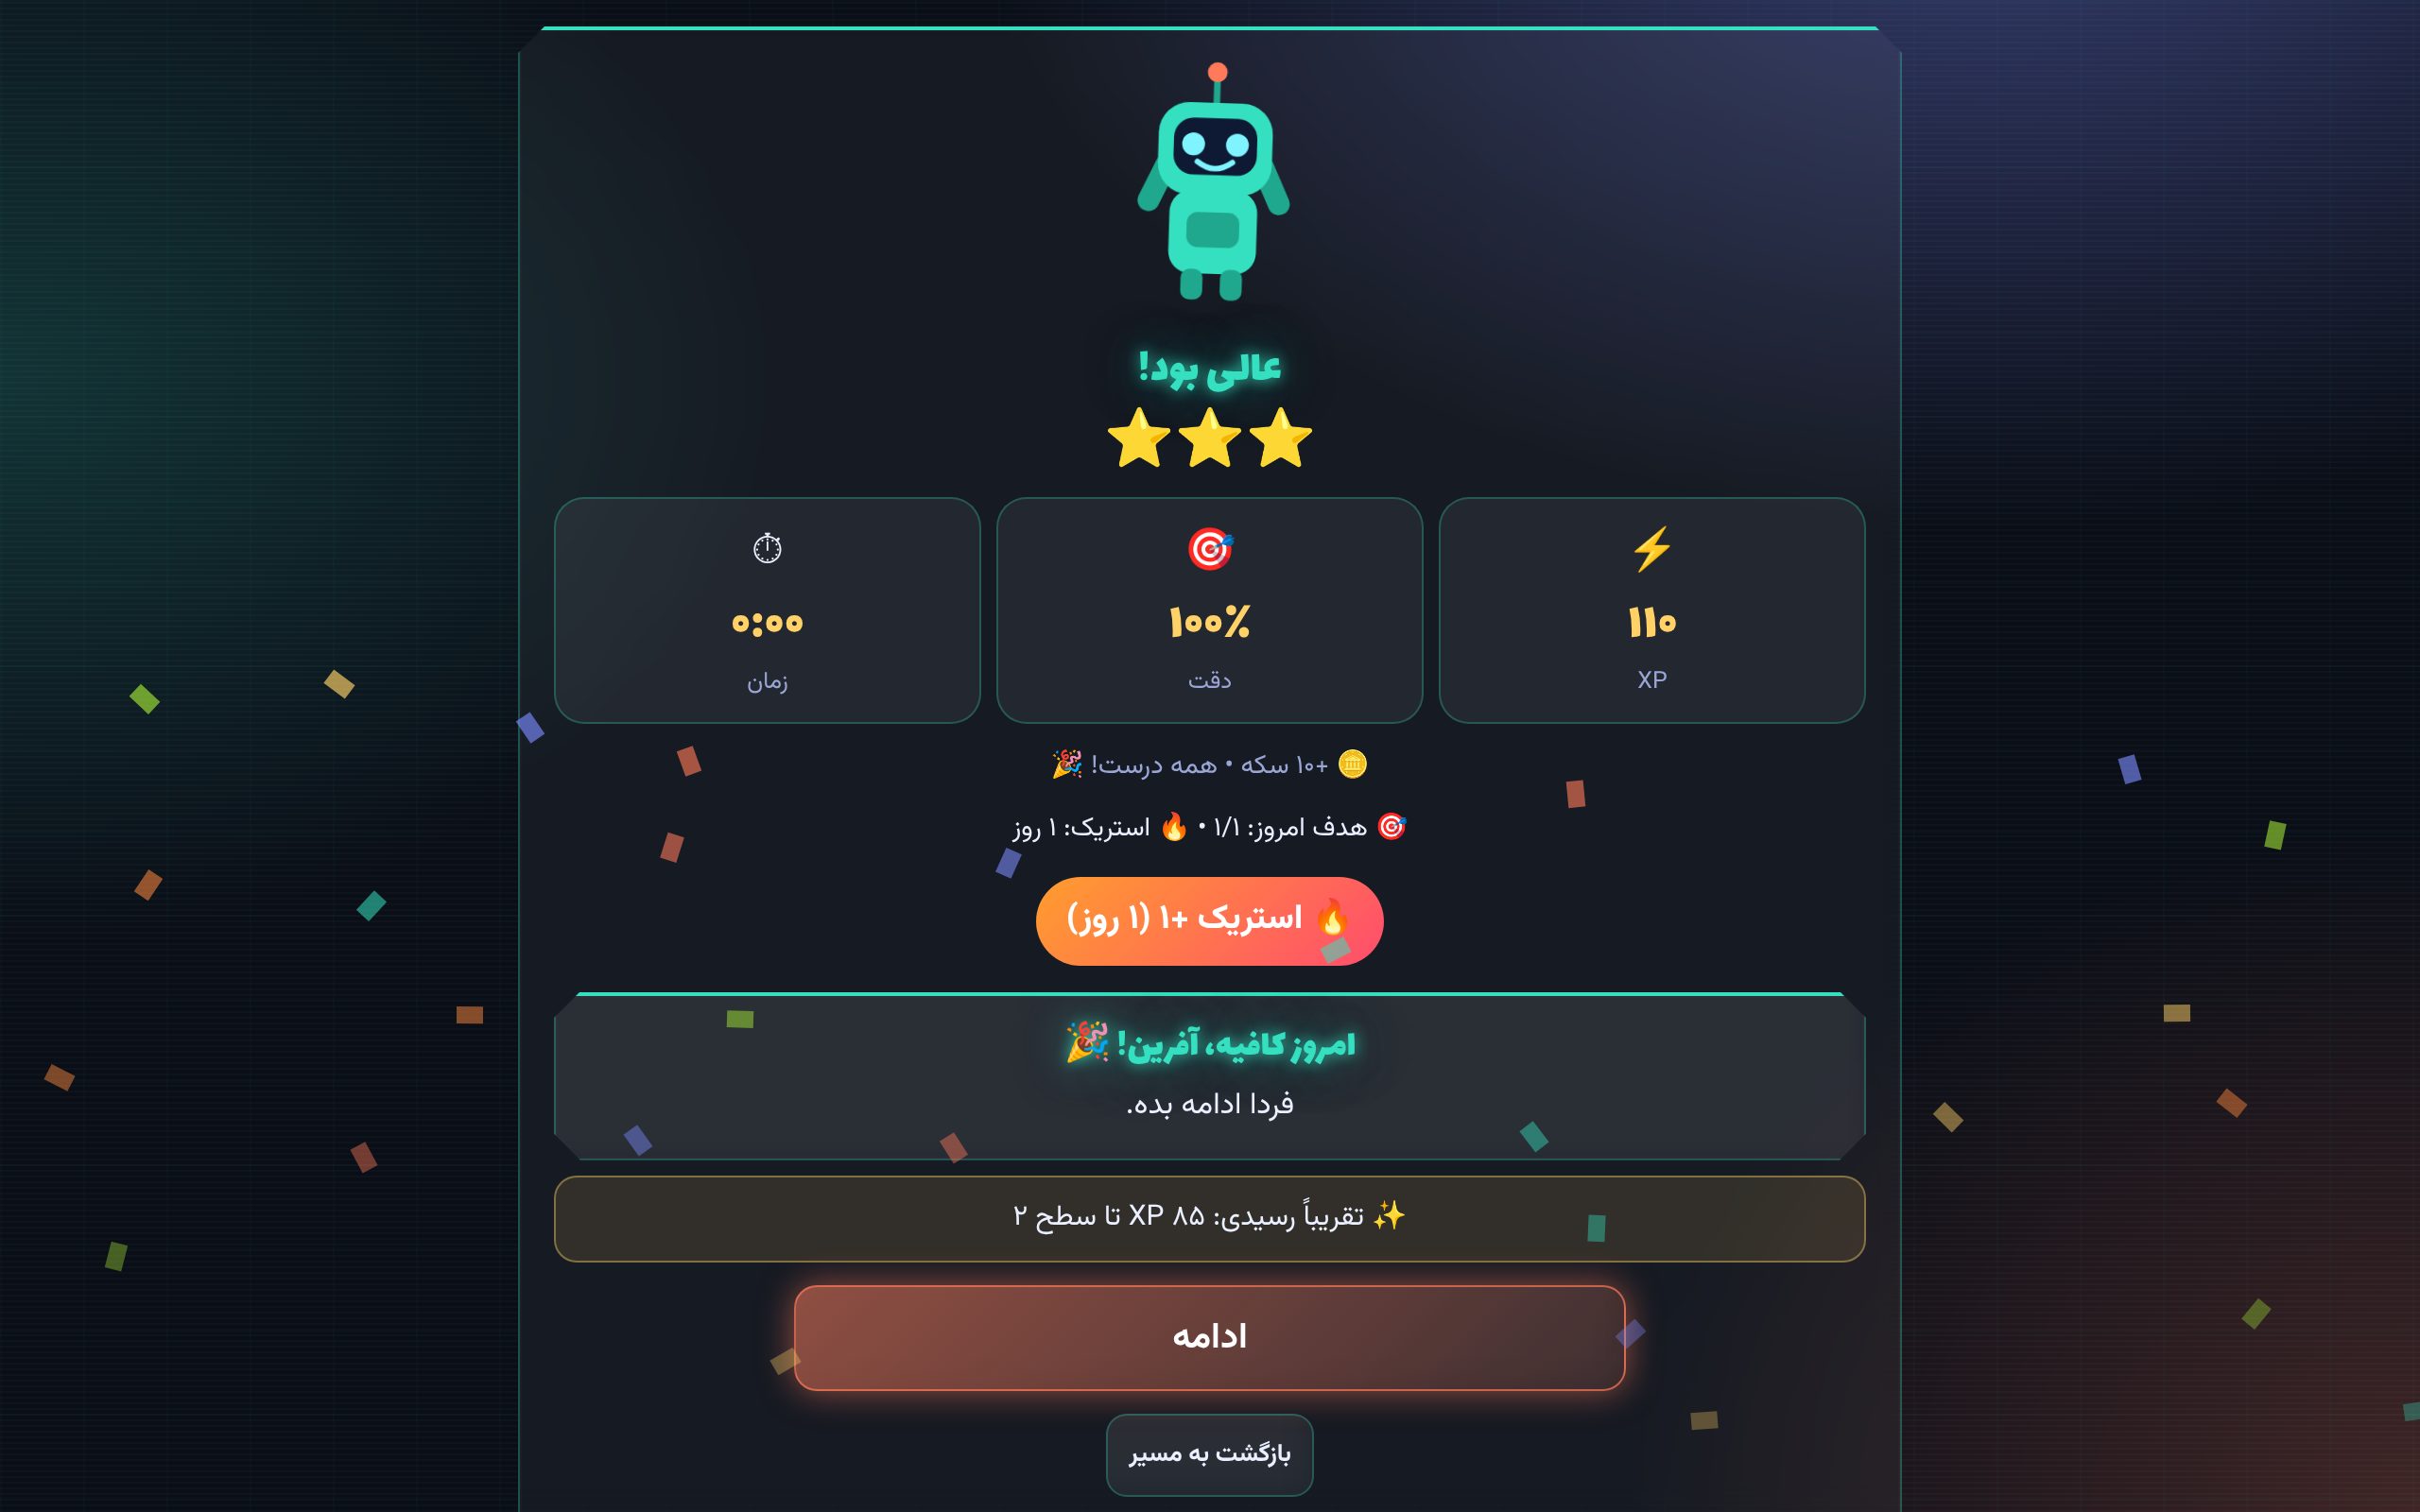 عالی بود!
۱۱۰
XP
۱۰۰٪
دقت
۰:۰۰
زمان
+۱۰ سکه • همه درست!
هدف امروز: ۱/۱ • استریک: ۱ روز
استریک +۱ (۱ روز)
امروز کافیه، آفرین!
فردا ادامه بده.
تقریباً رسیدی: ۸۵ XP تا سطح ۲
ادامه
بازگشت به مسیر